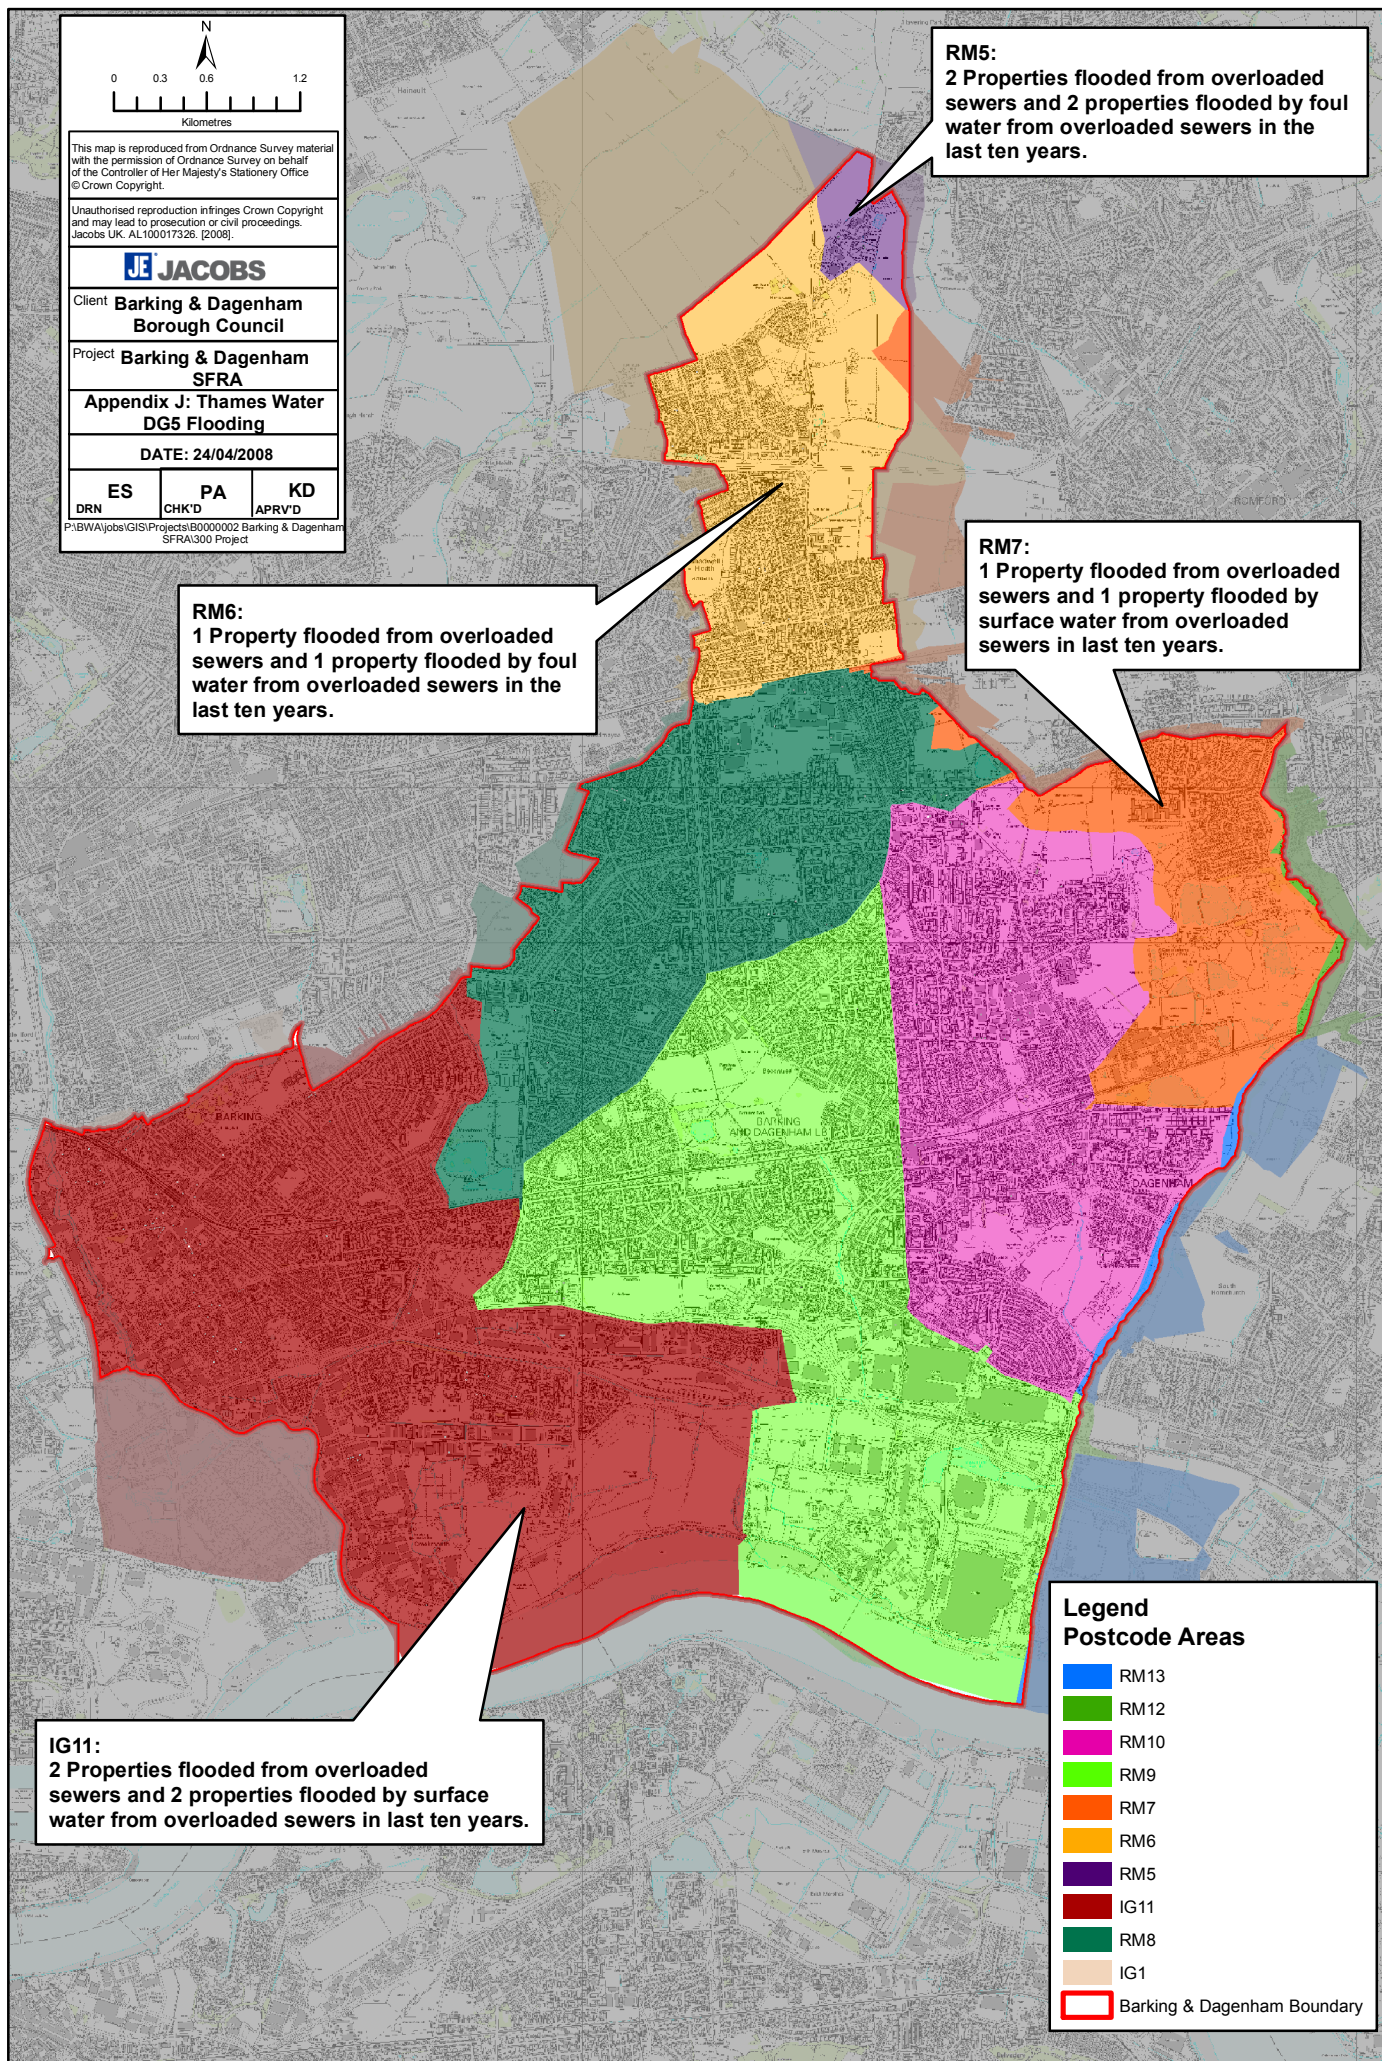 N
0 0.3 0.6 1.2
Kilometres
This map is reproduced from Ordnance Survey material
with the permission of Ordnance Survey on behalf
of the Controller of Her Majesty's Stationery Office
© Crown Copyright.
Unauthorised reproduction infringes Crown Copyright
and may lead to prosecution or civil proceedings.
Jacobs UK. AL100017326. [2008].
JE JACOBS
Client Barking & Dagenham
Borough Council
Project Barking & Dagenham
SFRA
Appendix J: Thames Water
DG5 Flooding
DATE: 24/04/2008
ES PA KD
DRN CHK'D APRV'D
P:\BWA\jobs\GIS\Projects\B0000002 Barking & Dagenham
SFRA\300 Project
RM5:
2 Properties flooded from overloaded
sewers and 2 properties flooded by foul
water from overloaded sewers in the
last ten years.
ROMFORD
RM7:
1 Property flooded from overloaded
sewers and 1 property flooded by
surface water from overloaded
sewers in last ten years.
RM6:
1 Property flooded from overloaded
sewers and 1 property flooded by foul
water from overloaded sewers in the
last ten years.
BARKING
BARKING
AND DAGENHAM LB
DAGENHAM
South
Hornchurch
IG11:
2 Properties flooded from overloaded
sewers and 2 properties flooded by surface
water from overloaded sewers in last ten years.
Legend
Postcode Areas
RM13
RM12
RM10
RM9
RM7
RM6
RM5
IG11
RM8
IG1
Barking & Dagenham Boundary